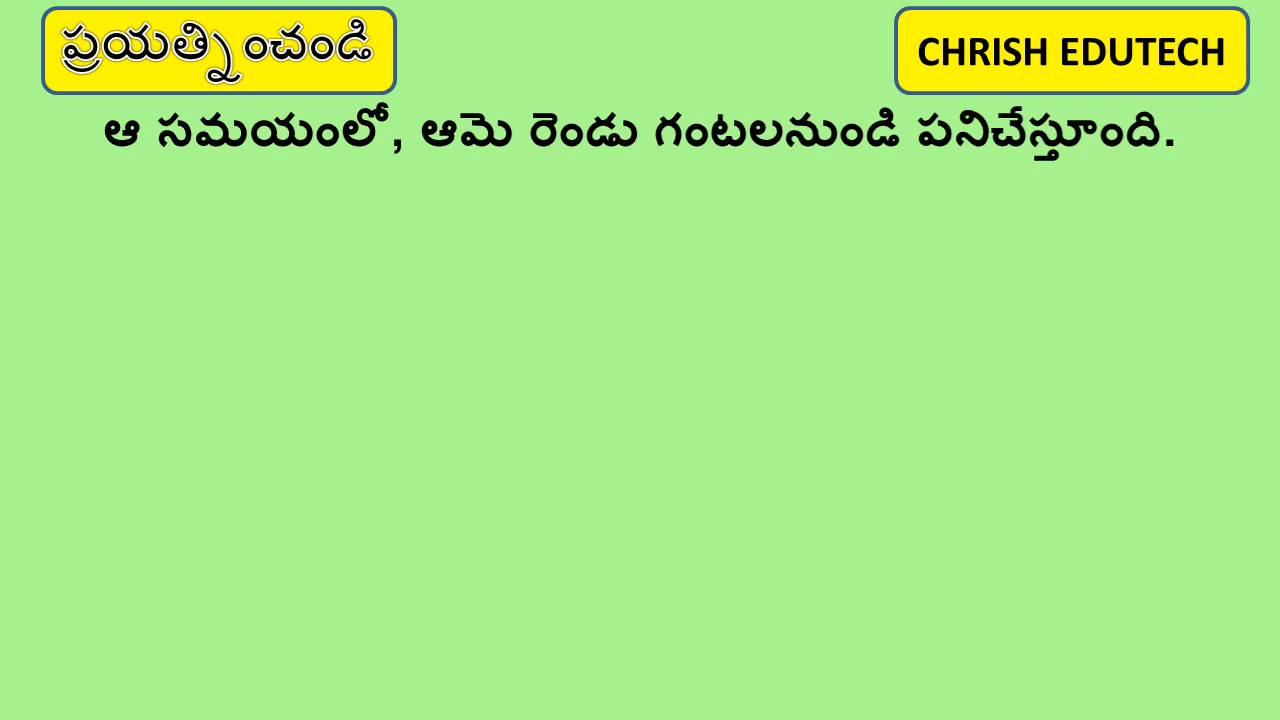 ప్రయత్నించండి
CHRISH EDUTECH
ఆ సమయంలో, ఆమె రెండు గంటలనుండి పనిచేస్తూంది.